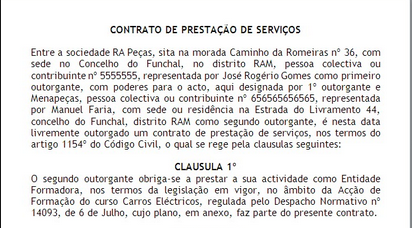 CONTRATO DE PRESTAÇÃO DE SERVIÇOS
Entre a sociedade RA Peças, sita na morada Caminho da Romeiras nº 36, com
sede no Concelho do Funchal, no distrito RAM, pessoa colectiva ou
contribuinte nº 5555555, representada por José Rogério Gomes como primeiro
outorgante, com poderes para o acto, aqui designada por 1º outorgante e
Menapeças, pessoa colectiva ou contribuinte nº 656565656565, representada
por Manuel Faria, com sede ou residência na Estrada do Livramento 44,
concelho do Funchal, distrito RAM como segundo outorgante, é nesta data
livremente outorgado um contrato de prestação de serviços, nos termos do
artigo 1154º do Código Civil, o qual se rege pela clausulas seguintes:
CLAUSULA 1º
O segundo outorgante obriga-se a prestar a sua actividade como Entidade
Formadora, nos termos da legislação em vigor, no âmbito da Acção de
Formação do curso Carros Eléctricos, regulada pelo Despacho Normativo nº
14093, de 6 de Julho, cujo plano, em anexo, faz parte do presente contrato.